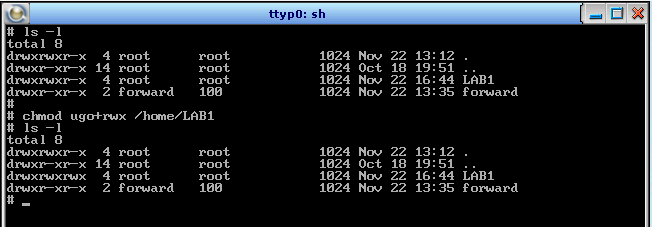 ttyp0: sh
# ls -l
total 8
drwxrwxr-x  4 root     root           1024 Nov 22 13:12 .
drwxr-xr-x 14 root     root           1024 Oct 18 19:51 ..
drwxrwxr-x  4 root     root           1024 Nov 22 16:44 LAB1
drwxr-xr-x  2 forward  100            1024 Nov 22 13:35 forward
#
# chmod ugo+rwx /home/LAB1
# ls -l
total 8
drwxrwxr-x  4 root     root           1024 Nov 22 13:12 .
drwxr-xr-x 14 root     root           1024 Oct 18 19:51 ..
drwxrwxrwx  4 root     root           1024 Nov 22 16:44 LAB1
drwxr-xr-x  2 forward  100            1024 Nov 22 13:35 forward
# _